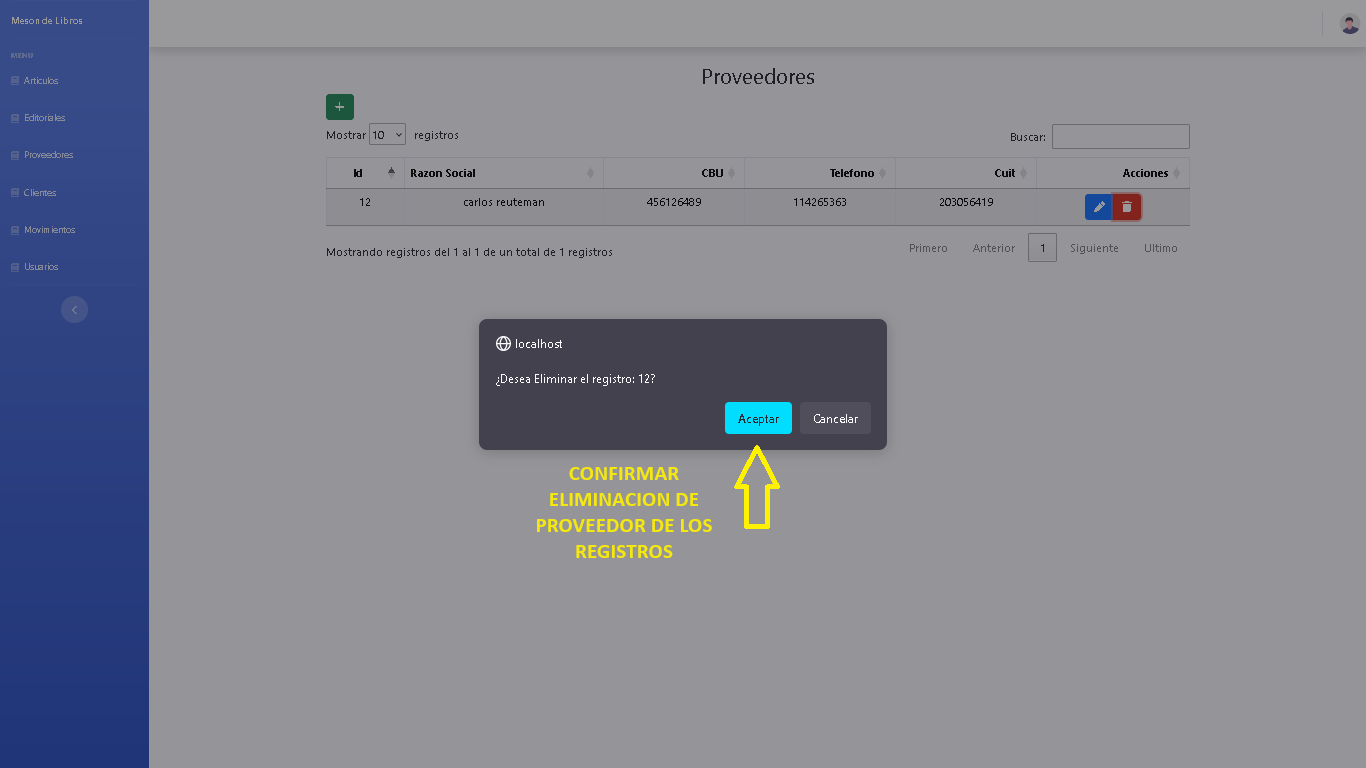 Meson de Libros
MENU
Articulos
Editoriales
Proveedores
Clientes
Movimientos
Usuarios
Proveedores
+
Mostrar 10 registros
Buscar:
Id Razon Social CBU Telefono Cuit Acciones
12 carlos reuteman 456126489 114265363 203056419
Mostrando registros del 1 al 1 de un total de 1 registros
Primero Anterior 1 Siguiente Ultimo
localhost
¿Desea Eliminar el registro: 12?
Aceptar Cancelar
CONFIRMAR
ELIMINACION DE
PROVEEDOR DE LOS
REGISTROS